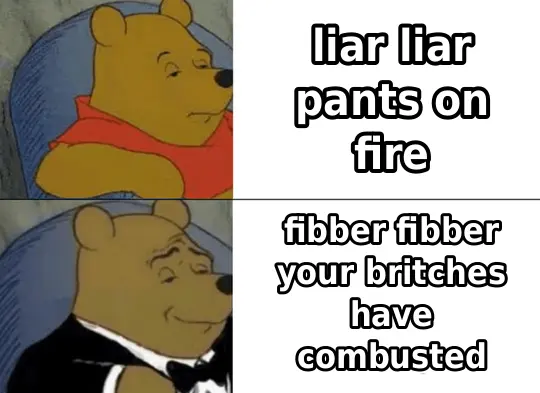 liar liar
pants on
fire
fibber fibber
your britches
have
combusted